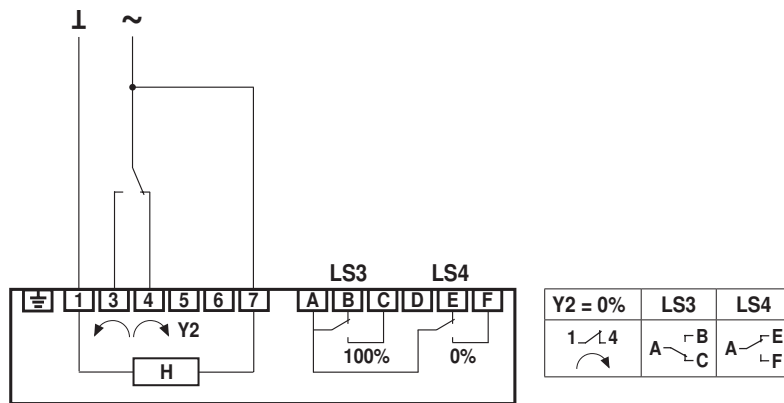 ⊥ ~
LS3 LS4
1 3 4 5 6 7 A B C D E F
Y2
100% 0%
H
Y2 = 0% LS3 LS4
1 4 A B C A E F